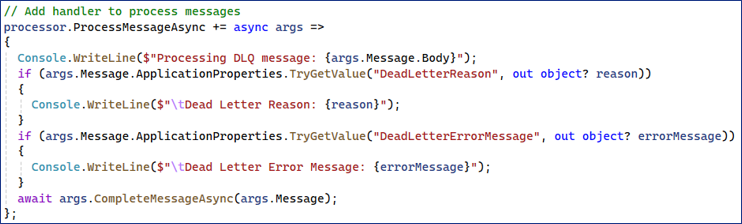 // Add handler to process messages
processor.ProcessMessageAsync += async args =>
{
  Console.WriteLine($"Processing DLQ message: {args.Message.Body}");
  if (args.Message.ApplicationProperties.TryGetValue("DeadLetterReason", out object? reason))
  {
    Console.WriteLine($"\tDead Letter Reason: {reason}");
  }
  if (args.Message.ApplicationProperties.TryGetValue("DeadLetterErrorMessage", out object? errorMessage))
  {
    Console.WriteLine($"\tDead Letter Error Message: {errorMessage}");
  }
  await args.CompleteMessageAsync(args.Message);
};